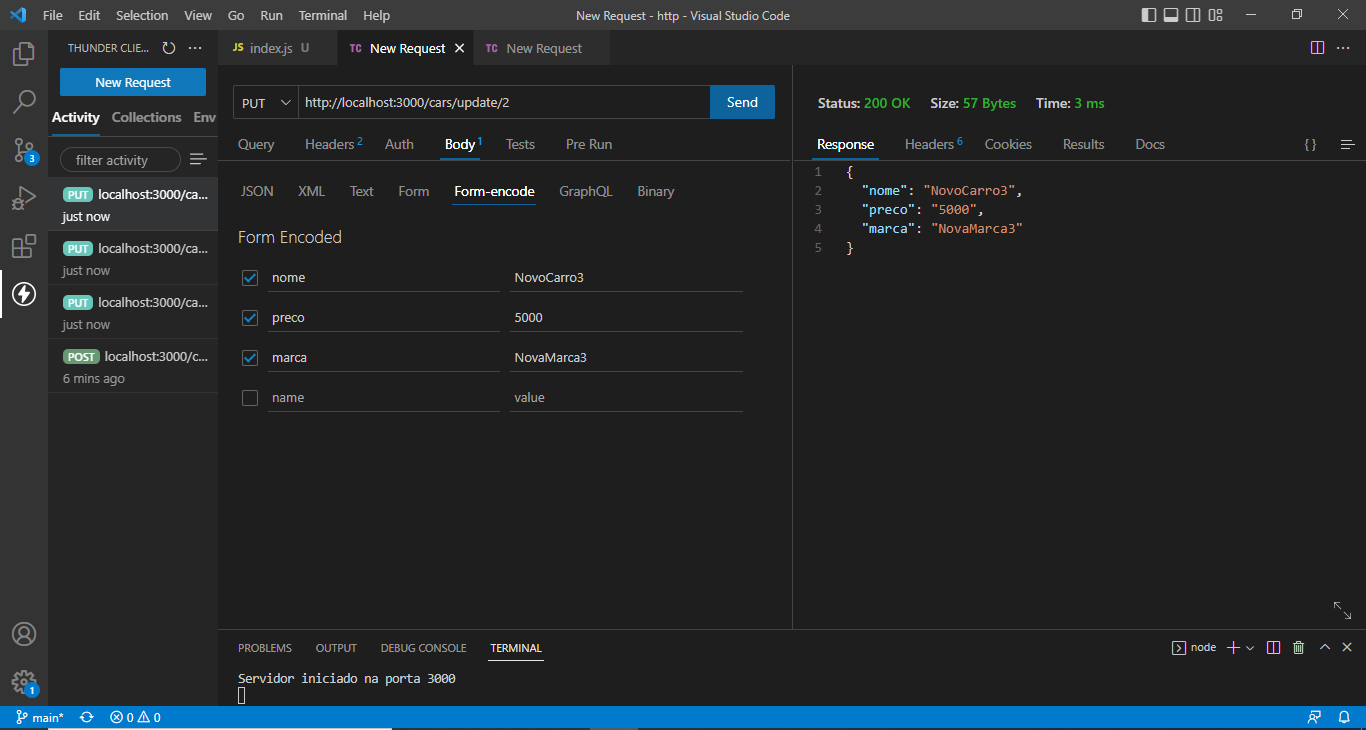 File Edit Selection View Go Run Terminal Help New Request - http - Visual Studio Code
THUNDER CLIE... ···
JS index.js U TC New Request TC New Request ···
New Request
Activity Collections Env
filter activity
PUT localhost:3000/ca...
just now
PUT localhost:3000/ca...
just now
PUT localhost:3000/ca...
just now
POST localhost:3000/c...
6 mins ago
3
1
PUT http://localhost:3000/cars/update/2 Send
Query Headers 2 Auth Body 1 Tests Pre Run
JSON XML Text Form Form-encode GraphQL Binary
Form Encoded
nome NovoCarro3
preco 5000
marca NovaMarca3
name value
Status: 200 OK Size: 57 Bytes Time: 3 ms
Response Headers 6 Cookies Results Docs { }
1 {
2 "nome": "NovoCarro3",
3 "preco": "5000",
4 "marca": "NovaMarca3"
5 }
PROBLEMS OUTPUT DEBUG CONSOLE TERMINAL node
Servidor iniciado na porta 3000
main* 0 0